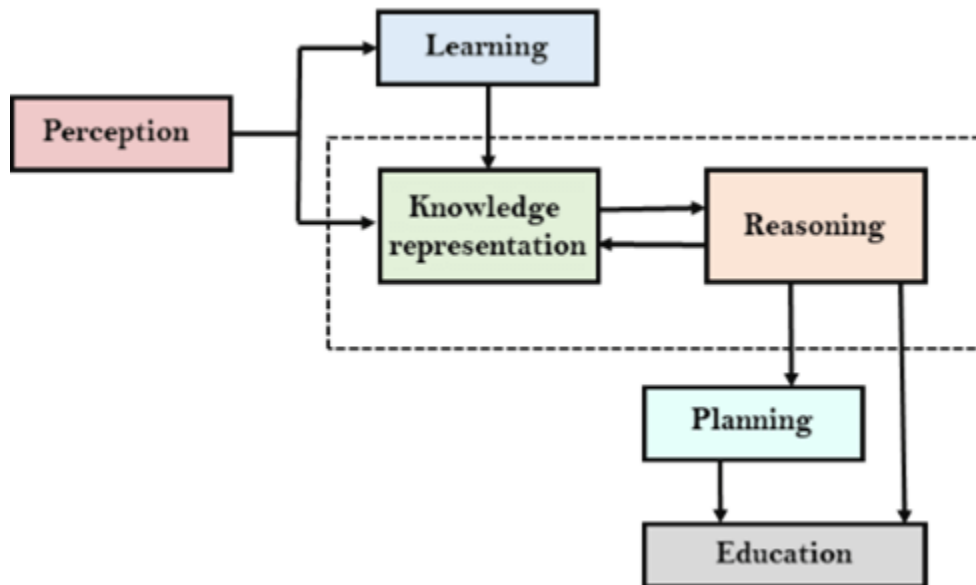 Learning
Perception
Knowledge
representation
Reasoning
Planning
Education